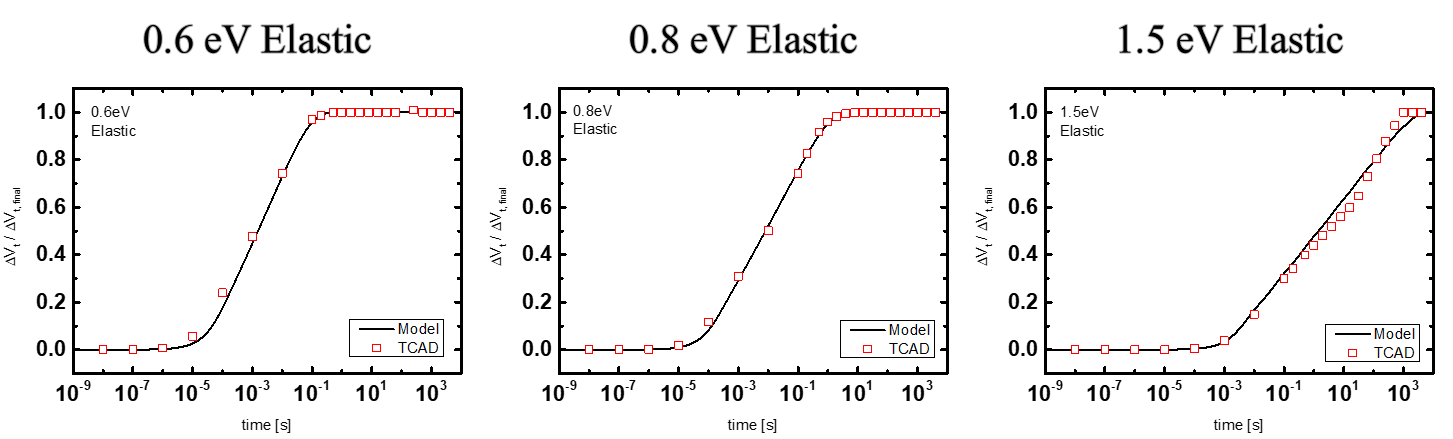 0.6 eV Elastic
0.8 eV Elastic
1.5 eV Elastic
0.6eV
Elastic
1.0
0.8
0.6
0.4
0.2
0.0
ΔVt / ΔVt, final
Model
TCAD
10-9
10-7
10-5
10-3
10-1
101
103
time [s]
0.8eV
Elastic
1.0
0.8
0.6
0.4
0.2
0.0
ΔVt / ΔVt, final
Model
TCAD
10-9
10-7
10-5
10-3
10-1
101
103
time [s]
1.5eV
Elastic
1.0
0.8
0.6
0.4
0.2
0.0
ΔVt / ΔVt, final
Model
TCAD
10-9
10-7
10-5
10-3
10-1
101
103
time [s]